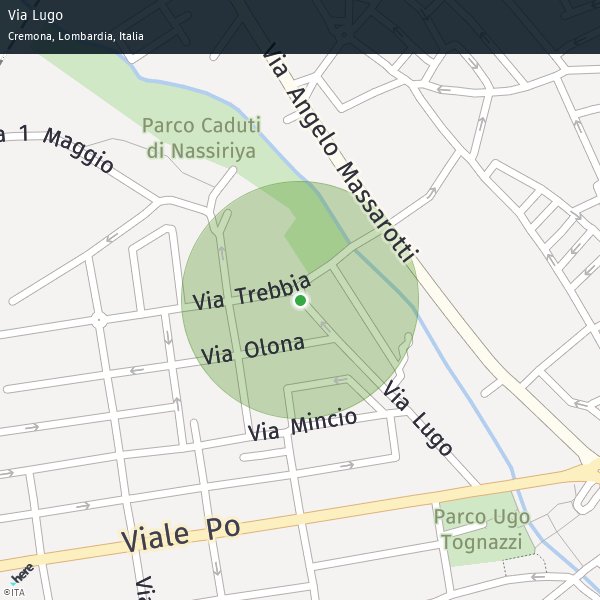 Via Lugo
Cremona, Lombardia, Italia
Via Angelo Massarotti
Parco Caduti
di Nassiriya
a 1 Maggio
Via Trebbia
Via Olona
Via Lugo
Via Mincio
Parco Ugo
Tognazzi
Viale Po
Via
here
©ITA